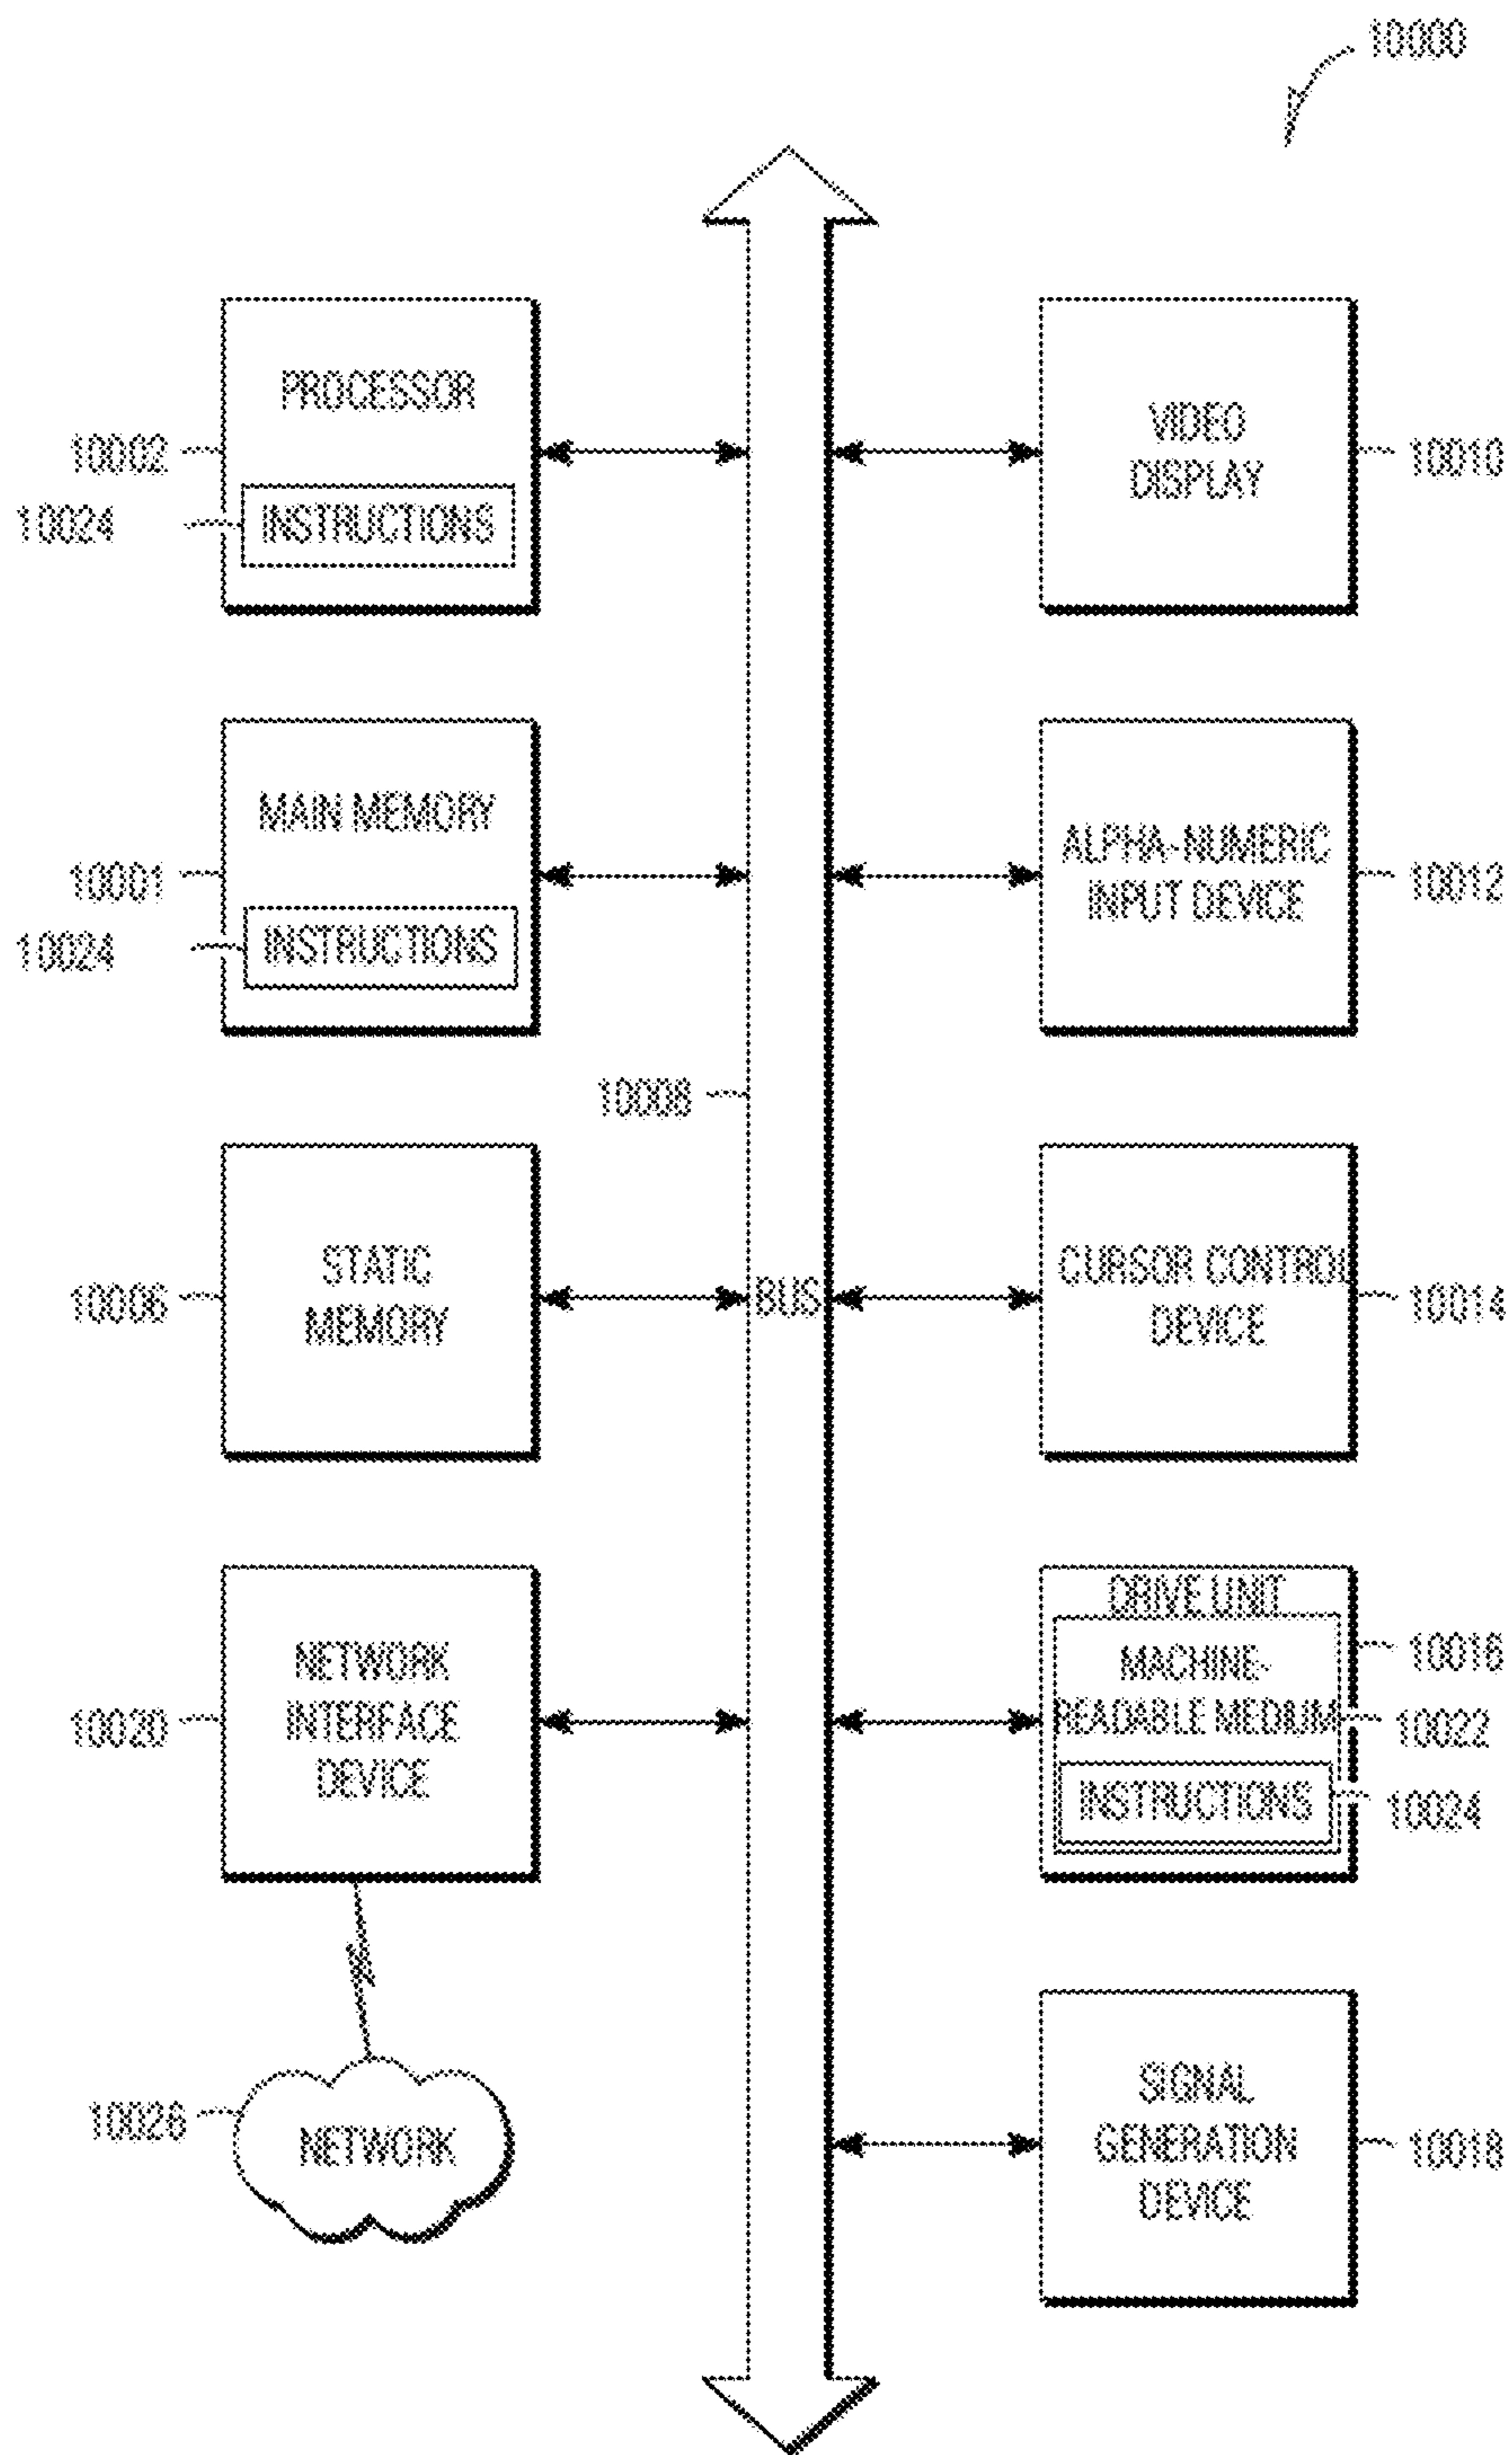 10000
PROCESSOR
10002
INSTRUCTIONS
10024
VIDEO
DISPLAY
10010
MAIN MEMORY
10001
INSTRUCTIONS
10024
ALPHA-NUMERIC
INPUT DEVICE
10012
10008
STATIC
MEMORY
10006
BUS
CURSOR CONTROL
DEVICE
10014
NETWORK
INTERFACE
DEVICE
10020
DRIVE UNIT
10016
MACHINE-
READABLE MEDIUM
10022
INSTRUCTIONS
10024
NETWORK
10026
SIGNAL
GENERATION
DEVICE
10018